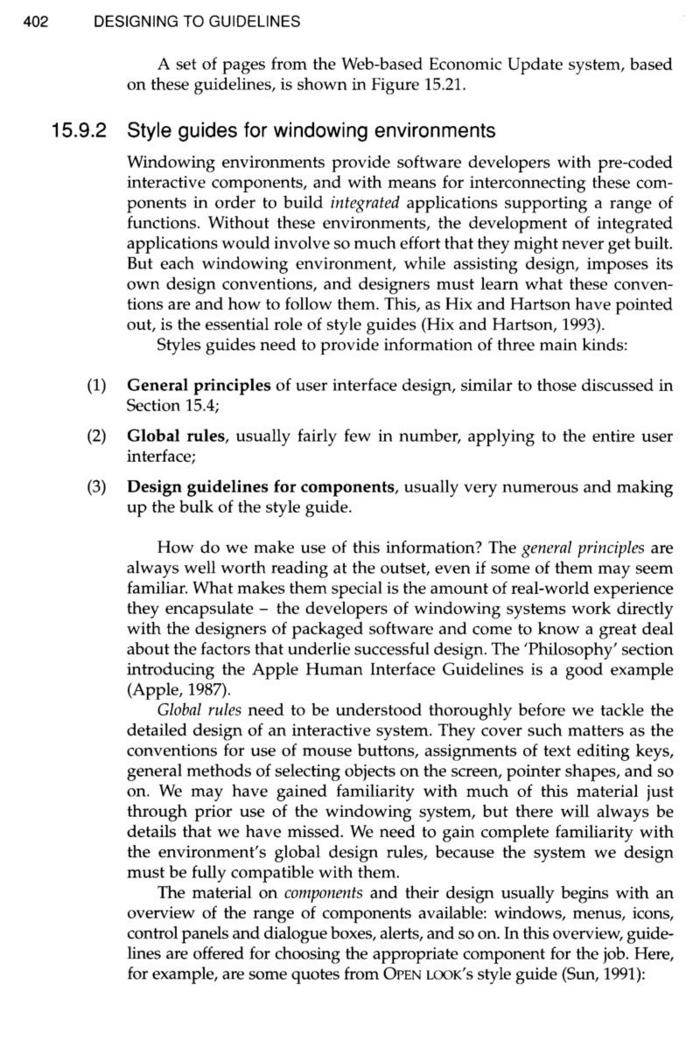 402 DESIGNING TO GUIDELINES
A set of pages from the Web-based Economic Update system, based
on these guidelines, is shown in Figure 15.21.
15.9.2 Style guides for windowing environments
Windowing environments provide software developers with pre-coded
interactive components, and with means for interconnecting these com-
ponents in order to build integrated applications supporting a range of
functions. Without these environments, the development of integrated
applications would involve so much effort that they might never get built.
But each windowing environment, while assisting design, imposes its
own design conventions, and designers must learn what these conven-
tions are and how to follow them. This, as Hix and Hartson have pointed
out, is the essential role of style guides (Hix and Hartson, 1993).
Styles guides need to provide information of three main kinds:
(1) General principles of user interface design, similar to those discussed in
Section 15.4;
(2) Global rules, usually fairly few in number, applying to the entire user
interface;
(3) Design guidelines for components, usually very numerous and making
up the bulk of the style guide.
How do we make use of this information? The general principles are
always well worth reading at the outset, even if some of them may seem
familiar. What makes them special is the amount of real-world experience
they encapsulate – the developers of windowing systems work directly
with the designers of packaged software and come to know a great deal
about the factors that underlie successful design. The 'Philosophy' section
introducing the Apple Human Interface Guidelines is a good example
(Apple, 1987).
Global rules need to be understood thoroughly before we tackle the
detailed design of an interactive system. They cover such matters as the
conventions for use of mouse buttons, assignments of text editing keys,
general methods of selecting objects on the screen, pointer shapes, and so
on. We may have gained familiarity with much of this material just
through prior use of the windowing system, but there will always be
details that we have missed. We need to gain complete familiarity with
the environment's global design rules, because the system we design
must be fully compatible with them.
The material on components and their design usually begins with an
overview of the range of components available: windows, menus, icons,
control panels and dialogue boxes, alerts, and so on. In this overview, guide-
lines are offered for choosing the appropriate component for the job. Here,
for example, are some quotes from OPEN LOOK's style guide (Sun, 1991):